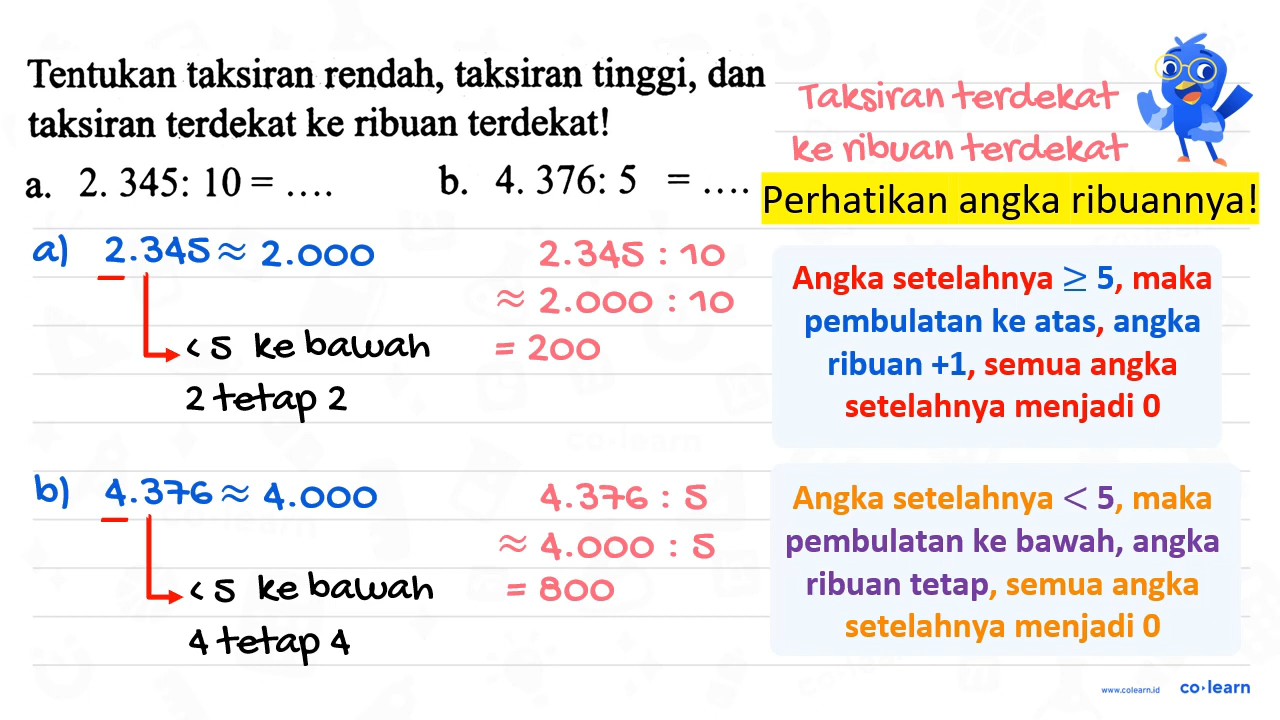 Tentukan taksiran rendah, taksiran tinggi, dan
taksiran terdekat ke ribuan terdekat!
a. 2. 345: 10 = .... b. 4. 376: 5 = ....
Taksiran terdekat
ke ribuan terdekat
Perhatikan angka ribuannya!
a) 2.345 ≈ 2.000
< 5 ke bawah
2 tetap 2
2.345 : 10
≈ 2.000 : 10
= 200
Angka setelahnya ≥ 5, maka
pembulatan ke atas, angka
ribuan +1, semua angka
setelahnya menjadi 0
b) 4.376 ≈ 4.000
< 5 ke bawah
4 tetap 4
4.376 : 5
≈ 4.000 : 5
= 800
Angka setelahnya < 5, maka
pembulatan ke bawah, angka
ribuan tetap, semua angka
setelahnya menjadi 0
www.colearn.id co·learn